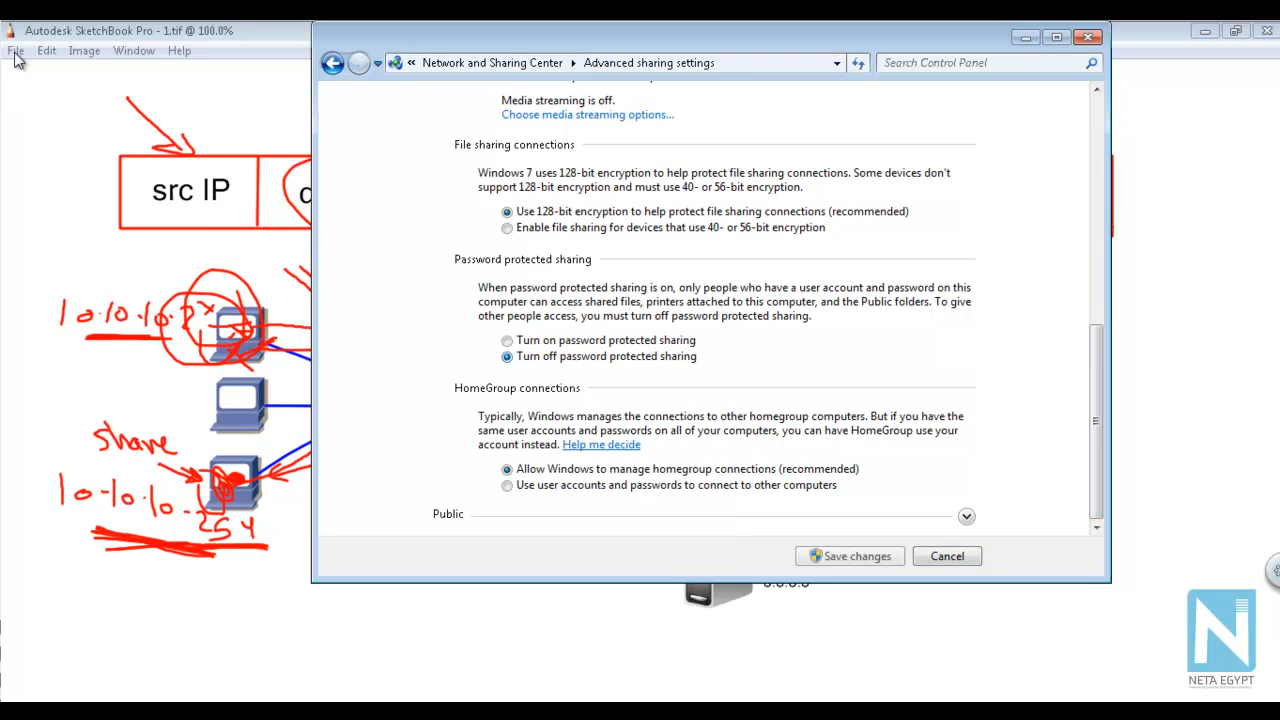 Autodesk SketchBook Pro - 1.tif @ 100.0%
File Edit Image Window Help
« Network and Sharing Center ▸ Advanced sharing settings
Search Control Panel
Media streaming is off.
Choose media streaming options...
File sharing connections
Windows 7 uses 128-bit encryption to help protect file sharing connections. Some devices don't
support 128-bit encryption and must use 40- or 56-bit encryption.
Use 128-bit encryption to help protect file sharing connections (recommended)
Enable file sharing for devices that use 40- or 56-bit encryption
Password protected sharing
When password protected sharing is on, only people who have a user account and password on this
computer can access shared files, printers attached to this computer, and the Public folders. To give
other people access, you must turn off password protected sharing.
Turn on password protected sharing
Turn off password protected sharing
HomeGroup connections
Typically, Windows manages the connections to other homegroup computers. But if you have the
same user accounts and passwords on all of your computers, you can have HomeGroup use your
account instead. Help me decide
Allow Windows to manage homegroup connections (recommended)
Use user accounts and passwords to connect to other computers
Public
Save changes
Cancel
src IP
10.10.10.2
share
10.10.10.
254
NETA EGYPT